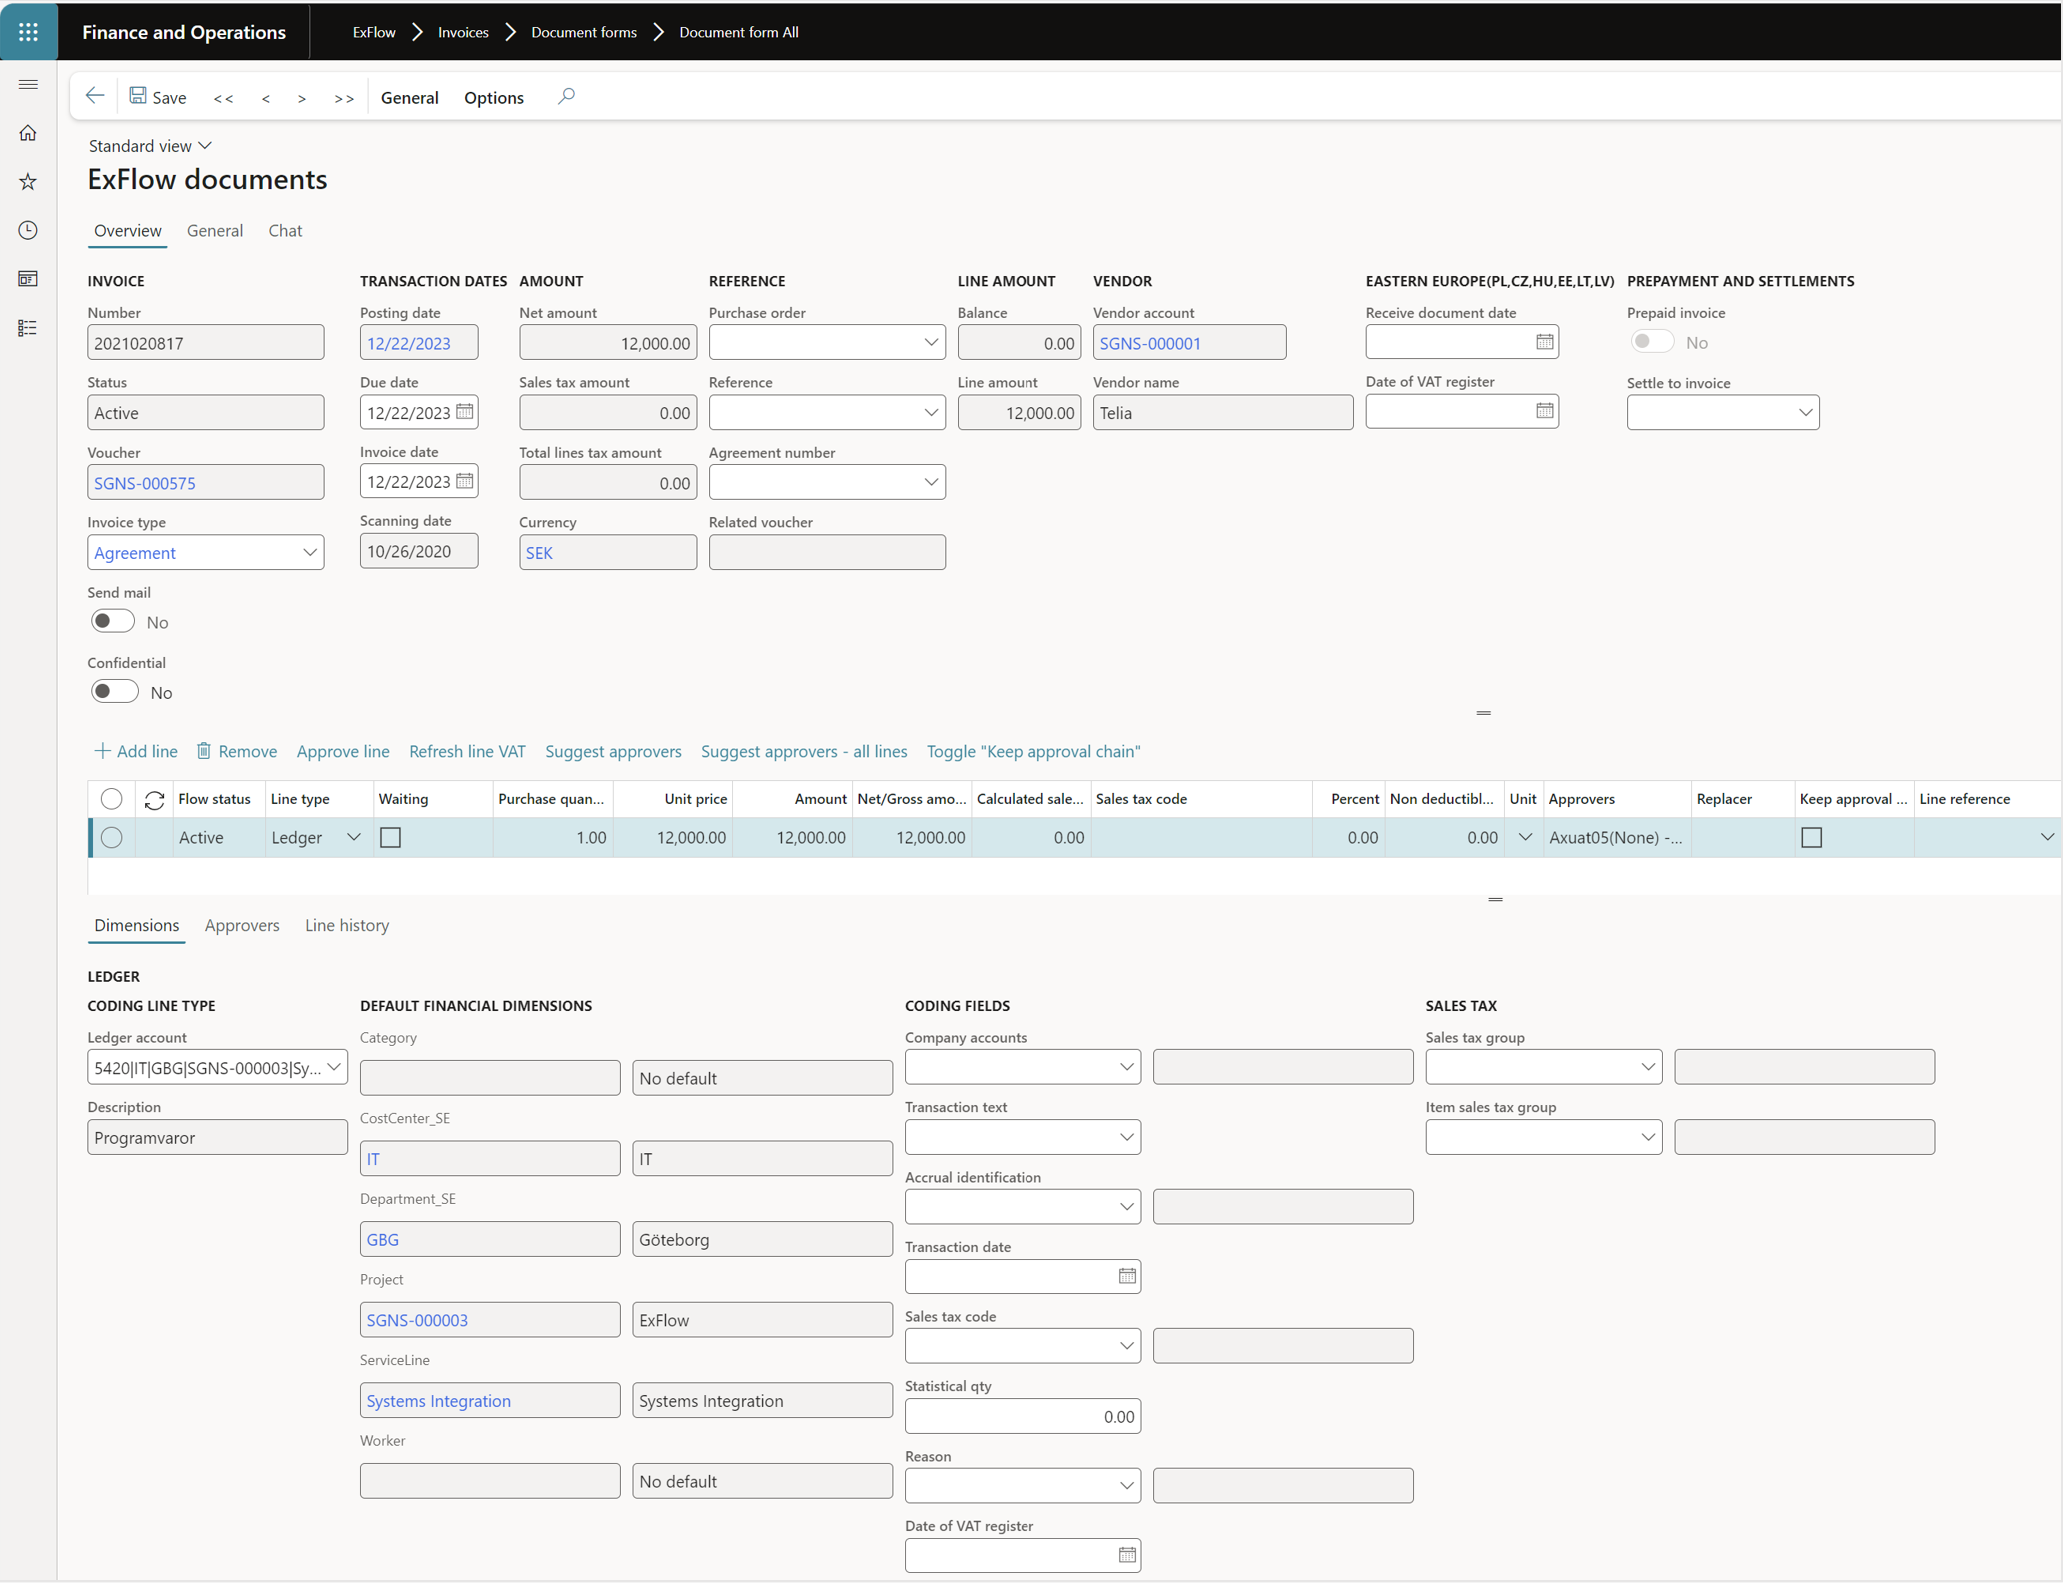 Finance and Operations
ExFlow > Invoices > Document forms > Document form All
Save << < > >> General Options
Standard view
ExFlow documents
Overview General Chat
INVOICE
Number
2021020817
Status
Active
Voucher
SGNS-000575
Invoice type
Agreement
Send mail
No
Confidential
No
TRANSACTION DATES
Posting date
12/22/2023
Due date
12/22/2023
Invoice date
12/22/2023
Scanning date
10/26/2020
AMOUNT
Net amount
12,000.00
Sales tax amount
0.00
Total lines tax amount
0.00
Currency
SEK
REFERENCE
Purchase order
Reference
Agreement number
Related voucher
LINE AMOUNT
Balance
0.00
Line amount
12,000.00
VENDOR
Vendor account
SGNS-000001
Vendor name
Telia
EASTERN EUROPE(PL,CZ,HU,EE,LT,LV)
Receive document date
Date of VAT register
PREPAYMENT AND SETTLEMENTS
Prepaid invoice
No
Settle to invoice
+ Add line Remove Approve line Refresh line VAT Suggest approvers Suggest approvers - all lines Toggle "Keep approval chain"
Flow status Line type Waiting Purchase quan... Unit price Amount Net/Gross amo... Calculated sale... Sales tax code Percent Non deductibl... Unit Approvers Replacer Keep approval ... Line reference
Active Ledger 1.00 12,000.00 12,000.00 12,000.00 0.00 0.00 0.00 Axuat05(None) -...
Dimensions Approvers Line history
LEDGER
CODING LINE TYPE
Ledger account
5420|IT|GBG|SGNS-000003|Sy...
Description
Programvaror
DEFAULT FINANCIAL DIMENSIONS
Category
No default
CostCenter_SE
IT IT
Department_SE
GBG Göteborg
Project
SGNS-000003 ExFlow
ServiceLine
Systems Integration Systems Integration
Worker
No default
CODING FIELDS
Company accounts
Transaction text
Accrual identification
Transaction date
Sales tax code
Statistical qty
0.00
Reason
Date of VAT register
SALES TAX
Sales tax group
Item sales tax group